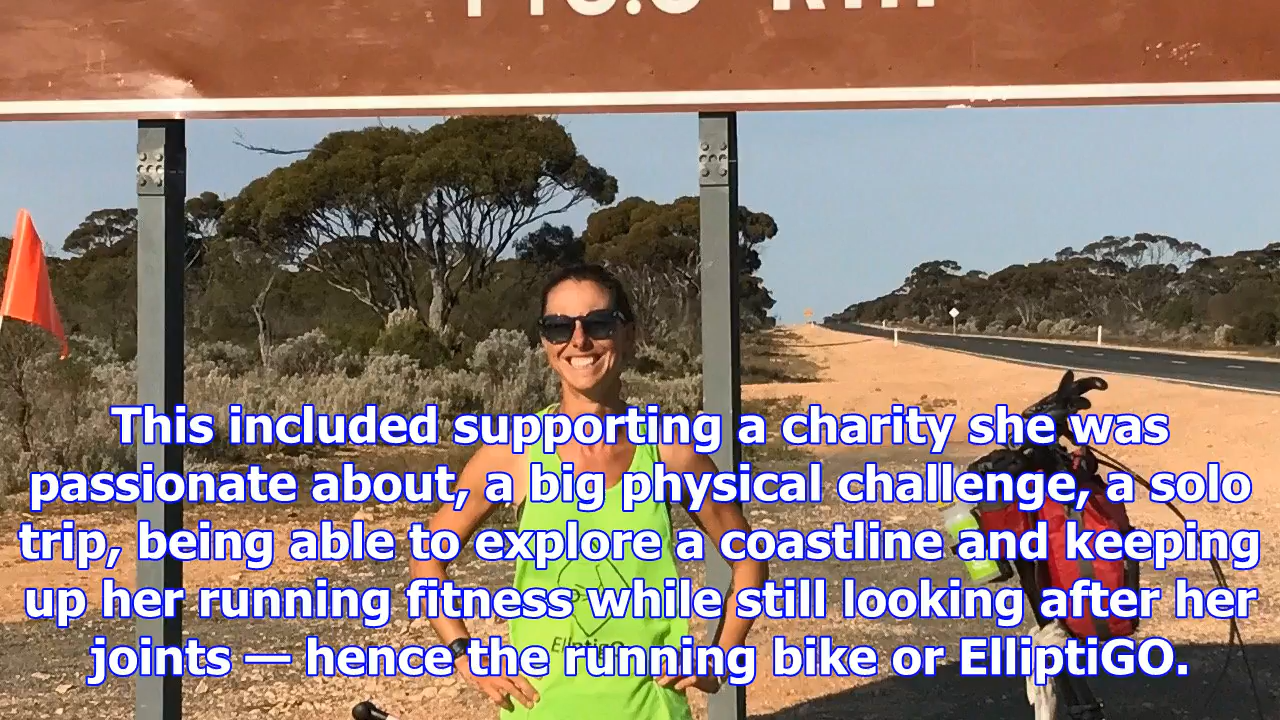 km
This included supporting a charity she was
passionate about, a big physical challenge, a solo
trip, being able to explore a coastline and keeping
up her running fitness while still looking after her
joints — hence the running bike or ElliptiGO.